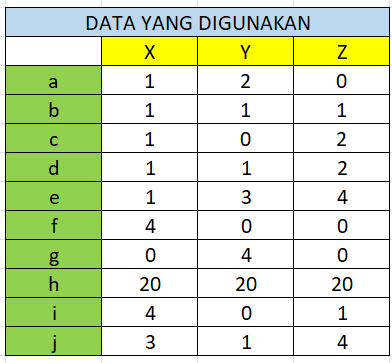 DATA YANG DIGUNAKAN
X Y Z
a 1 2 0
b 1 1 1
c 1 0 2
d 1 1 2
e 1 3 4
f 4 0 0
g 0 4 0
h 20 20 20
i 4 0 1
j 3 1 4